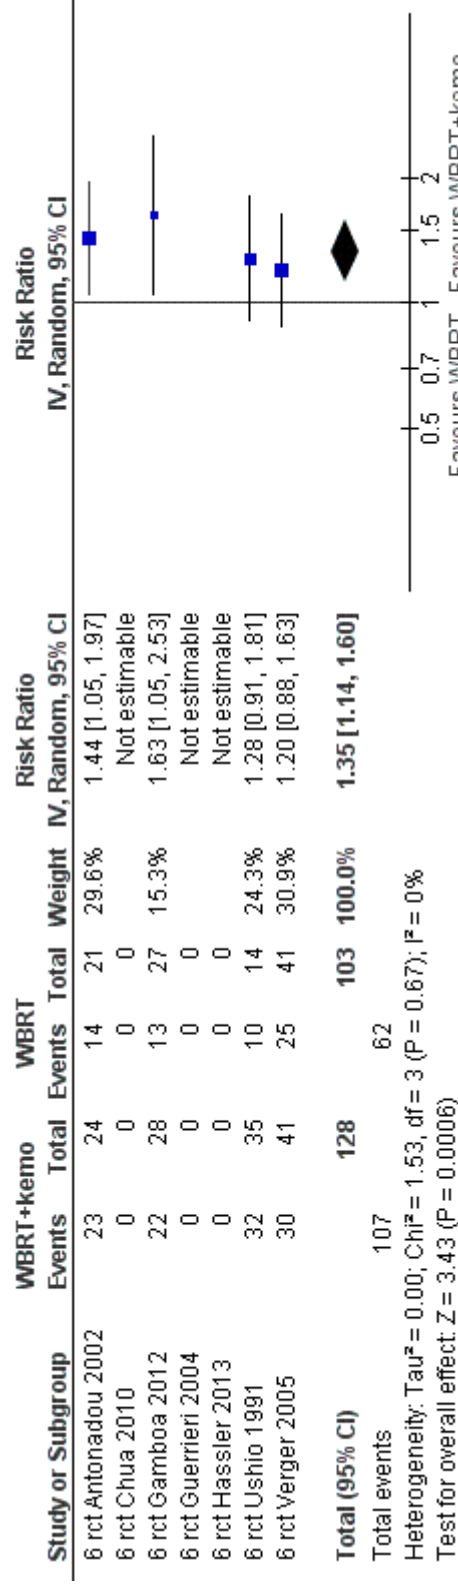 WBRT+kemo WBRT Risk Ratio Risk Ratio
Study or Subgroup Events Total Events Total Weight IV, Random, 95% CI IV, Random, 95% CI
6 rct Antonadou 2002 23 24 14 21 29.6% 1.44 [1.05, 1.97]
6 rct Chua 2010 0 0 0 0 Not estimable
6 rct Gamboa 2012 22 28 13 27 15.3% 1.63 [1.05, 2.53]
6 rct Guerrieri 2004 0 0 0 0 Not estimable
6 rct Hassler 2013 0 0 0 0 Not estimable
6 rct Ushio 1991 32 35 10 14 24.3% 1.28 [0.91, 1.81]
6 rct Verger 2005 30 41 25 41 30.9% 1.20 [0.88, 1.63]
Total (95% CI) 128 103 100.0% 1.35 [1.14, 1.60]
Total events 107 62
Heterogeneity: Tau² = 0.00; Chi² = 1.53, df = 3 (P = 0.67); I² = 0%
Test for overall effect: Z = 3.43 (P = 0.0006)
0.5 0.7 1 1.5 2
Favours WBRT Favours WBRT+kemo